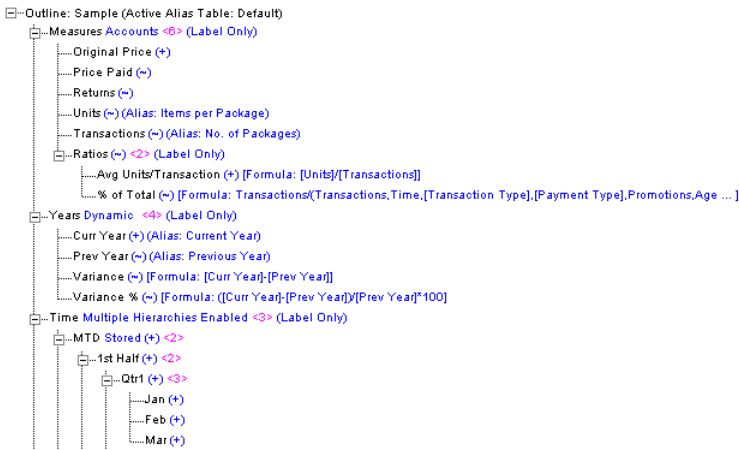 Outline: Sample (Active Alias Table: Default)
Measures Accounts <6> (Label Only)
Original Price (+)
Price Paid (~)
Returns (~)
Units (~) (Alias: Items per Package)
Transactions (~) (Alias: No. of Packages)
Ratios (~) <2> (Label Only)
Avg Units/Transaction (+) [Formula: [Units]/[Transactions]]
% of Total (~) [Formula: Transactions/(Transactions,Time,[Transaction Type],[Payment Type],Promotions,Age ... ]
Years Dynamic <4> (Label Only)
Curr Year (+) (Alias: Current Year)
Prev Year (~) (Alias: Previous Year)
Variance (~) [Formula: [Curr Year]-[Prev Year]]
Variance % (~) [Formula: ([Curr Year]-[Prev Year])/[Prev Year]*100]
Time Multiple Hierarchies Enabled <3> (Label Only)
MTD Stored (+) <2>
1st Half (+) <2>
Qtr1 (+) <3>
Jan (+)
Feb (+)
Mar (+)